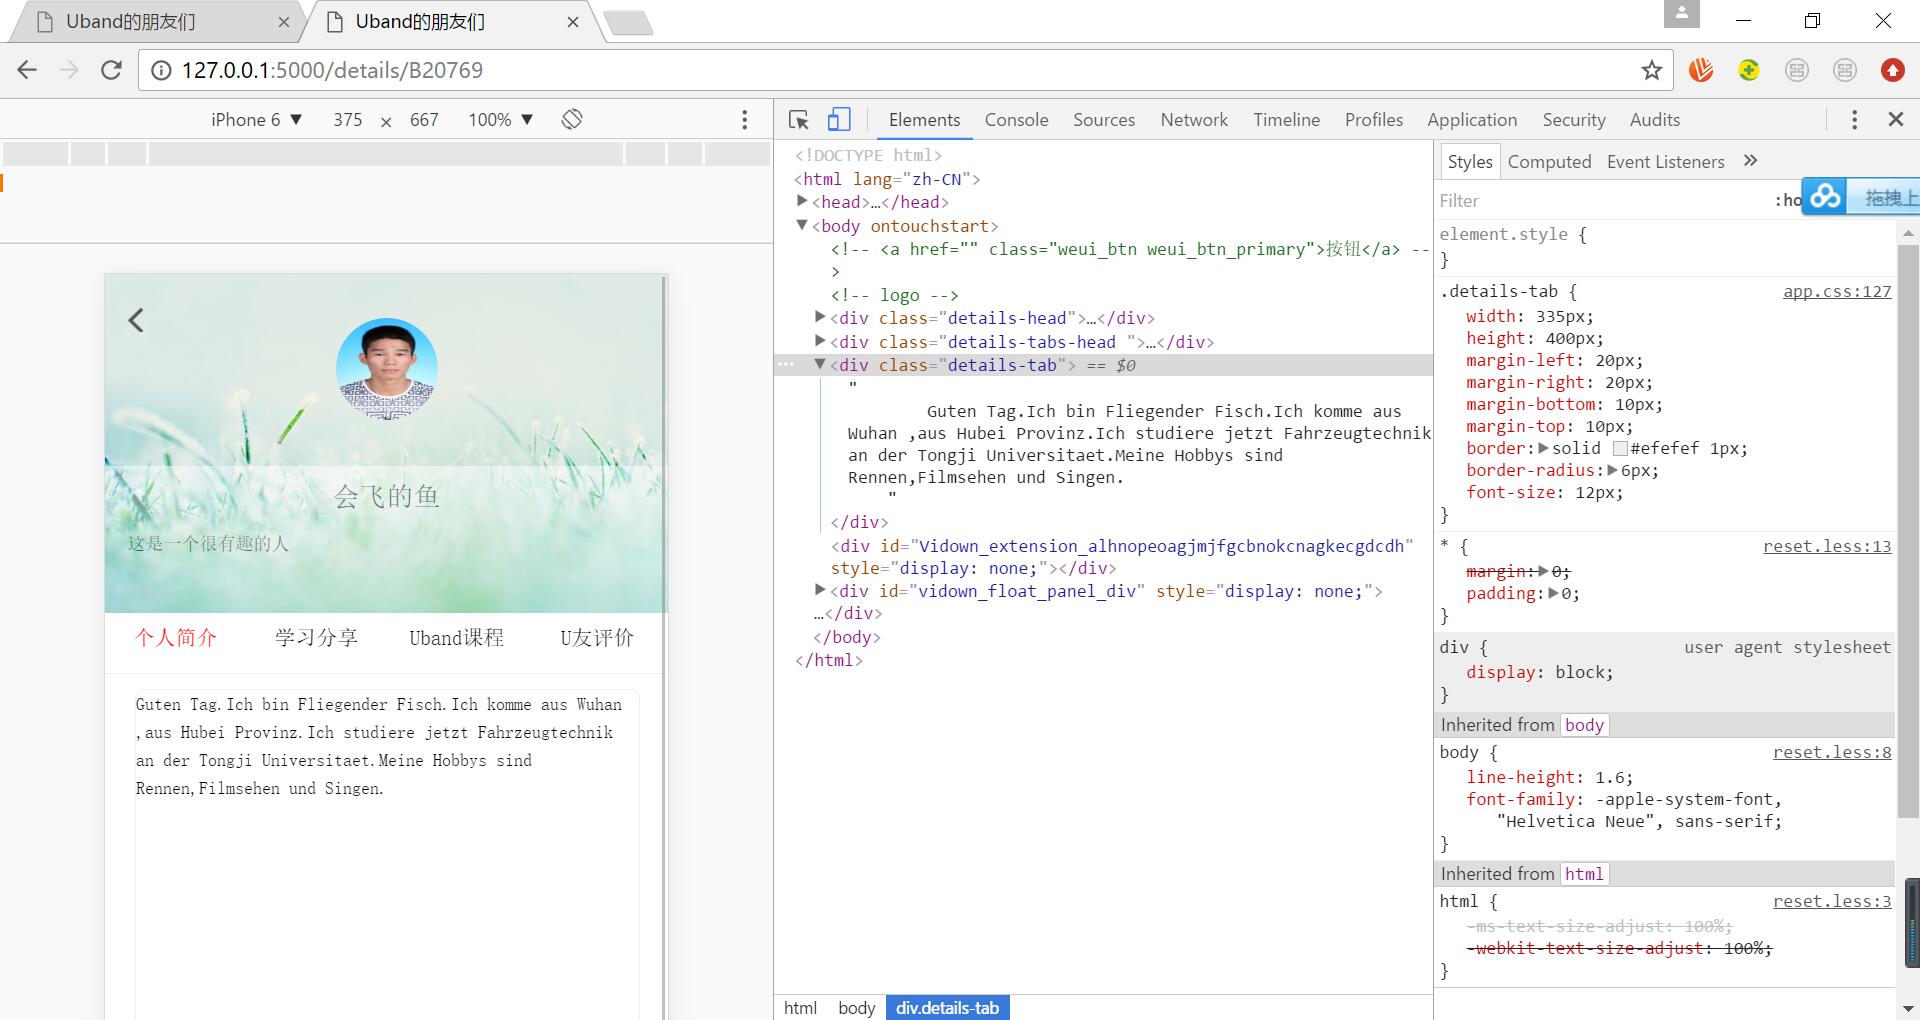 Uband的朋友们
Uband的朋友们
127.0.0.1:5000/details/B20769
iPhone 6 ▼ 375 × 667 100% ▼
会飞的鱼
这是一个很有趣的人
个人简介 学习分享 Uband课程 U友评价
Guten Tag.Ich bin Fliegender Fisch.Ich komme aus Wuhan
,aus Hubei Provinz.Ich studiere jetzt Fahrzeugtechnik
an der Tongji Universitaet.Meine Hobbys sind
Rennen,Filmsehen und Singen.
Elements Console Sources Network Timeline Profiles Application Security Audits
<!DOCTYPE html>
<html lang="zh-CN">
▶<head>…</head>
▼<body ontouchstart>
<!-- <a href="" class="weui_btn weui_btn_primary">按钮</a> --
>
<!-- logo -->
▶<div class="details-head">…</div>
▶<div class="details-tabs-head ">…</div>
… ▼<div class="details-tab"> == $0
"
Guten Tag.Ich bin Fliegender Fisch.Ich komme aus
Wuhan ,aus Hubei Provinz.Ich studiere jetzt Fahrzeugtechnik
an der Tongji Universitaet.Meine Hobbys sind
Rennen,Filmsehen und Singen.
"
</div>
<div id="Vidown_extension_alhnopeoagjmjfgcbnokcnagkecgdcdh"
style="display: none;"></div>
▶<div id="vidown_float_panel_div" style="display: none;">
…</div>
</body>
</html>
html body div.details-tab
Styles Computed Event Listeners »
Filter :ho
拖拽上
element.style {
}
.details-tab { app.css:127
width: 335px;
height: 400px;
margin-left: 20px;
margin-right: 20px;
margin-bottom: 10px;
margin-top: 10px;
border:▶solid #efefef 1px;
border-radius:▶6px;
font-size: 12px;
}
* { reset.less:13
margin:▶0;
padding:▶0;
}
div { user agent stylesheet
display: block;
}
Inherited from body
body { reset.less:8
line-height: 1.6;
font-family: -apple-system-font,
"Helvetica Neue", sans-serif;
}
Inherited from html
html { reset.less:3
-ms-text-size-adjust: 100%;
-webkit-text-size-adjust: 100%;
}